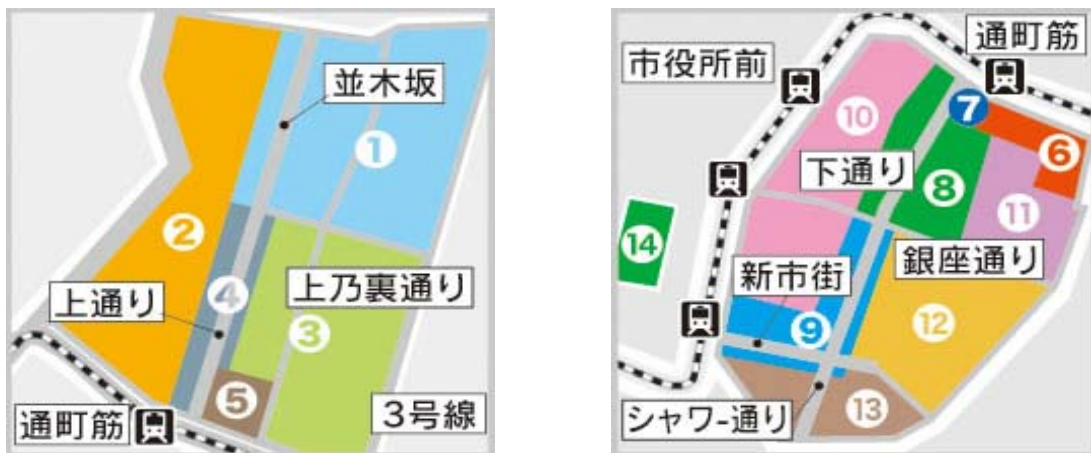 並木坂
1
2
上通り
4
上乃裏通り
3
5
通町筋
3号線
市役所前
通町筋
10
7
6
下通り
8
11
14
新市街
銀座通り
9
12
シャワ-通り
13